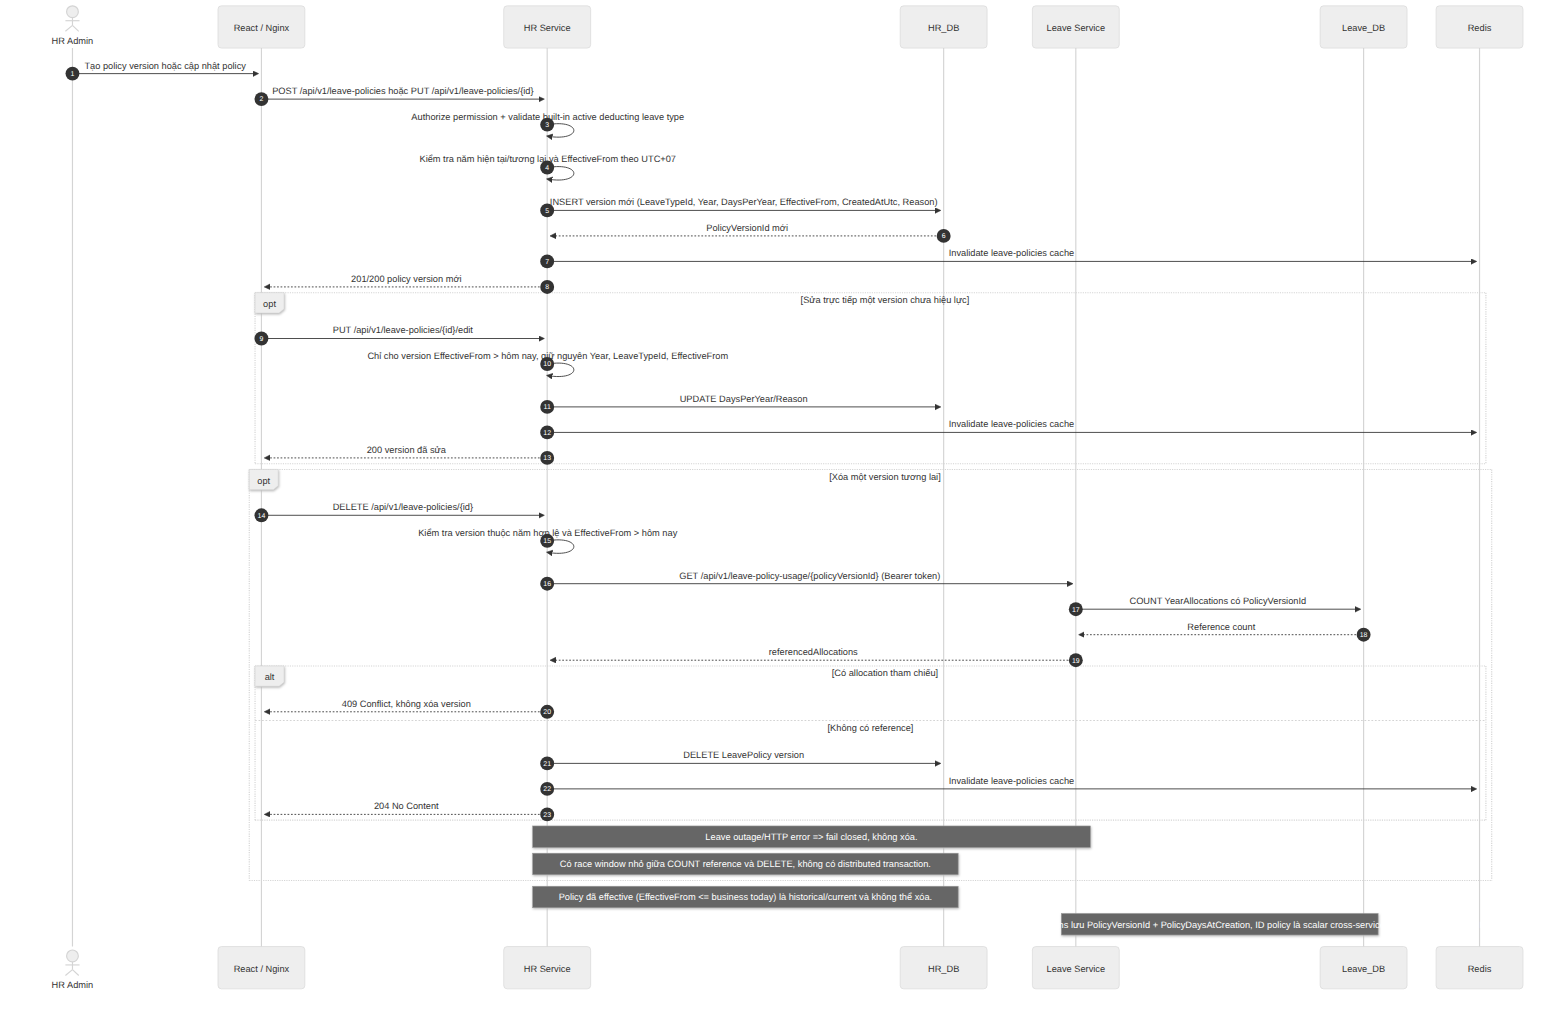 React / Nginx
HR Service
HR_DB
Leave Service
Leave_DB
Redis
HR Admin
Tạo policy version hoặc cập nhật policy
1
POST /api/v1/leave-policies hoặc PUT /api/v1/leave-policies/{id}
2
Authorize permission + validate built-in active deducting leave type
3
Kiểm tra năm hiện tại/tương lai và EffectiveFrom theo UTC+07
4
INSERT version mới (LeaveTypeId, Year, DaysPerYear, EffectiveFrom, CreatedAtUtc, Reason)
5
PolicyVersionId mới
6
Invalidate leave-policies cache
7
201/200 policy version mới
8
opt
[Sửa trực tiếp một version chưa hiệu lực]
PUT /api/v1/leave-policies/{id}/edit
9
Chỉ cho version EffectiveFrom > hôm nay, giữ nguyên Year, LeaveTypeId, EffectiveFrom
10
UPDATE DaysPerYear/Reason
11
Invalidate leave-policies cache
12
200 version đã sửa
13
opt
[Xóa một version tương lai]
DELETE /api/v1/leave-policies/{id}
14
Kiểm tra version thuộc năm hợp lệ và EffectiveFrom > hôm nay
15
GET /api/v1/leave-policy-usage/{policyVersionId} (Bearer token)
16
COUNT YearAllocations có PolicyVersionId
17
Reference count
18
referencedAllocations
19
alt
[Có allocation tham chiếu]
409 Conflict, không xóa version
20
[Không có reference]
DELETE LeavePolicy version
21
Invalidate leave-policies cache
22
204 No Content
23
Leave outage/HTTP error => fail closed, không xóa.
Có race window nhỏ giữa COUNT reference và DELETE, không có distributed transaction.
Policy đã effective (EffectiveFrom <= business today) là historical/current và không thể xóa.
lưu PolicyVersionId + PolicyDaysAtCreation, ID policy là scalar
HR Admin
React / Nginx
HR Service
HR_DB
Leave Service
Leave_DB
Redis